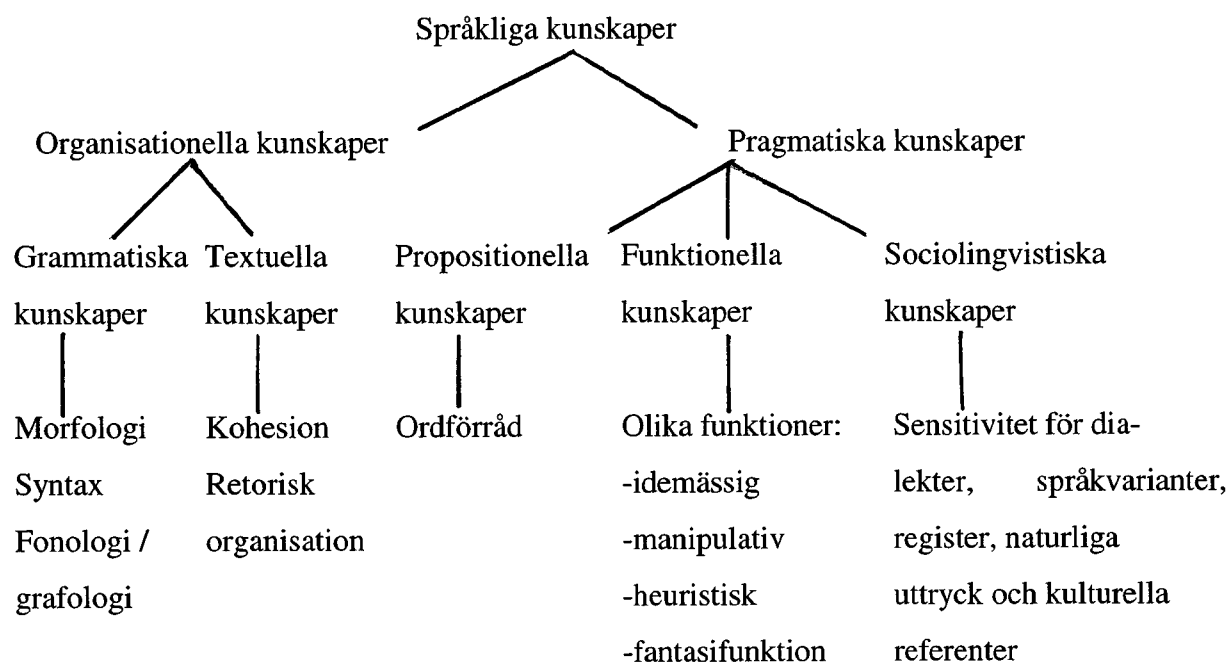 Språkliga kunskaper
Organisationella kunskaper
Pragmatiska kunskaper
Grammatiska
kunskaper
Textuella
kunskaper
Propositionella
kunskaper
Funktionella
kunskaper
Sociolingvistiska
kunskaper
Morfologi
Syntax
Fonologi /
grafologi
Kohesion
Retorisk
organisation
Ordförråd
Olika funktioner:
-idemässig
-manipulativ
-heuristisk
-fantasifunktion
Sensitivitet för dia-
lekter, språkvarianter,
register, naturliga
uttryck och kulturella
referenter